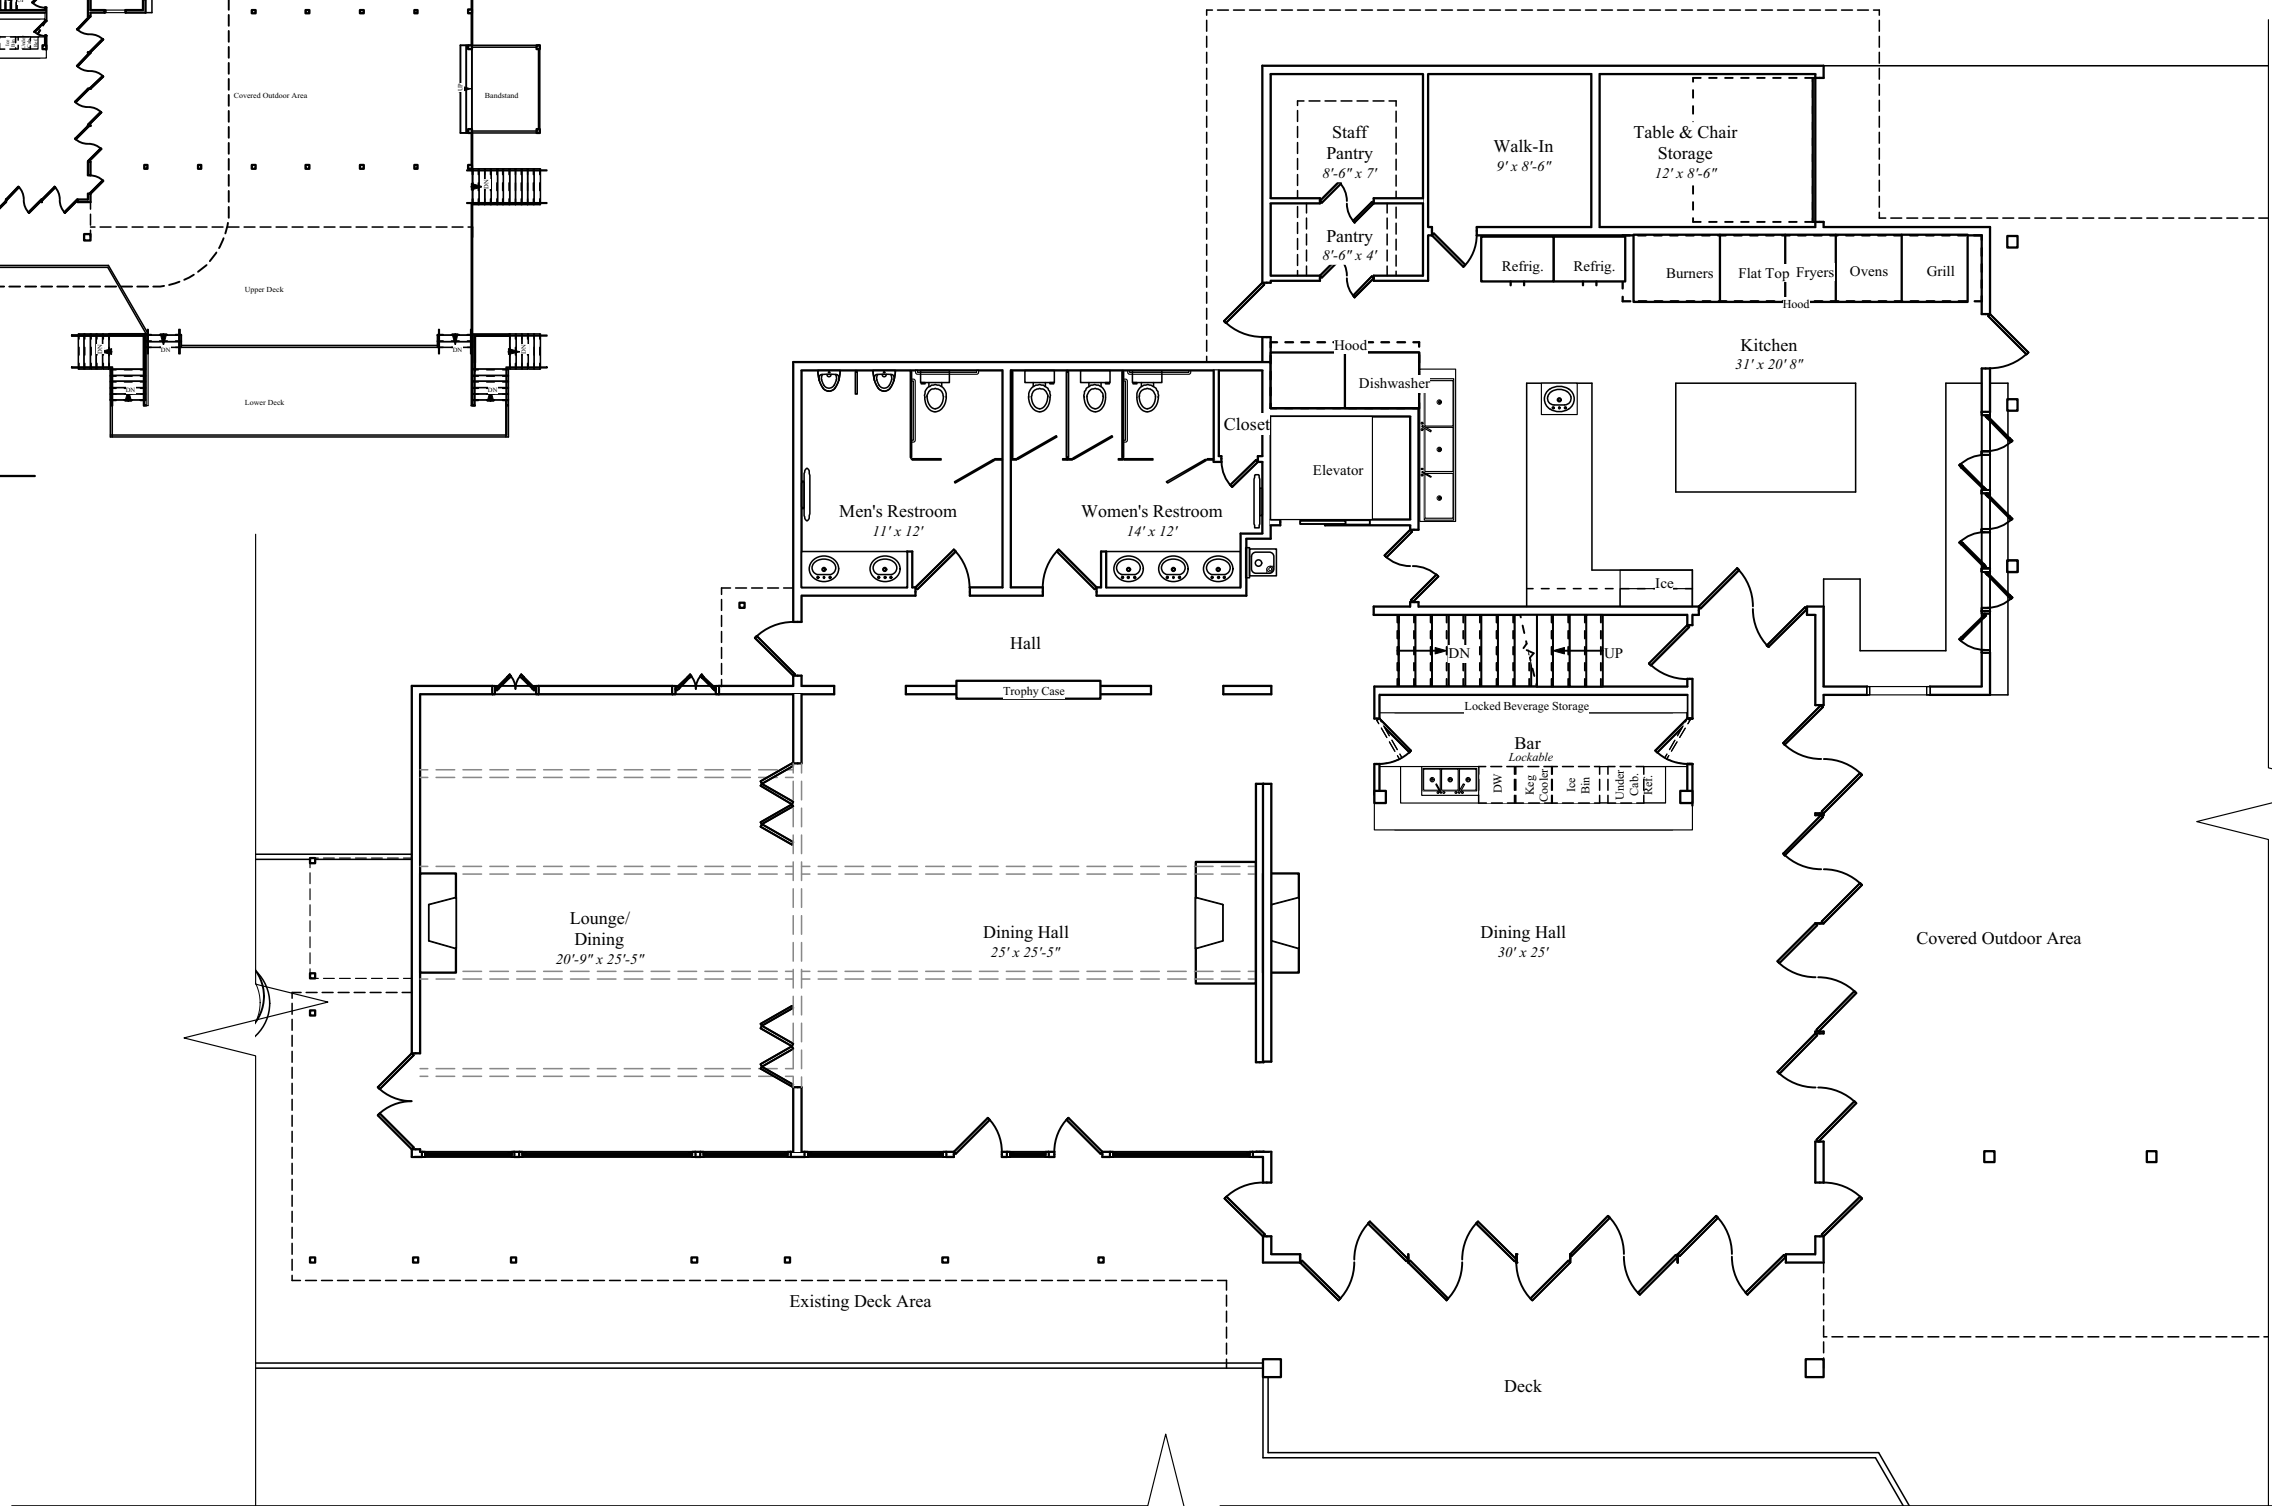 Covered Outdoor Area
UP
Bandstand
DN
Upper Deck
DN
DN
DN
DN
DN
DN
Lower Deck
Staff
Pantry
8'-6" x 7'
Walk-In
9' x 8'-6"
Table & Chair
Storage
12' x 8'-6"
Pantry
8'-6" x 4'
Refrig.
Refrig.
Burners
Flat Top
Fryers
Ovens
Grill
Hood
Hood
Dishwasher
Kitchen
31' x 20' 8"
Closet
Elevator
Men's Restroom
11' x 12'
Women's Restroom
14' x 12'
Ice
Hall
DN
UP
Trophy Case
Locked Beverage Storage
Bar
Lockable
DW
Keg
Cooler
Ice
Bin
Under
Cab.
Ref.
Lounge/
Dining
20'-9" x 25'-5"
Dining Hall
25' x 25'-5"
Dining Hall
30' x 25'
Covered Outdoor Area
Existing Deck Area
Deck